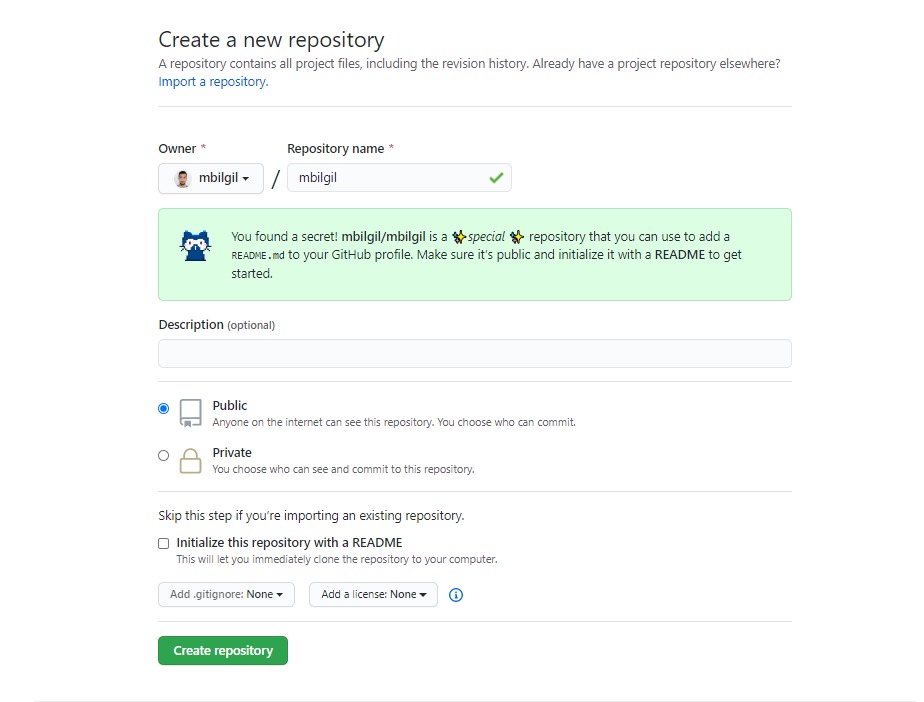 Create a new repository
A repository contains all project files, including the revision history. Already have a project repository elsewhere?
Import a repository.
Owner *
Repository name *
mbilgil
/
mbilgil
You found a secret! mbilgil/mbilgil is a ✨special ✨ repository that you can use to add a
README.md to your GitHub profile. Make sure it's public and initialize it with a README to get
started.
Description (optional)
Public
Anyone on the internet can see this repository. You choose who can commit.
Private
You choose who can see and commit to this repository.
Skip this step if you're importing an existing repository.
Initialize this repository with a README
This will let you immediately clone the repository to your computer.
Add .gitignore: None
Add a license: None
Create repository